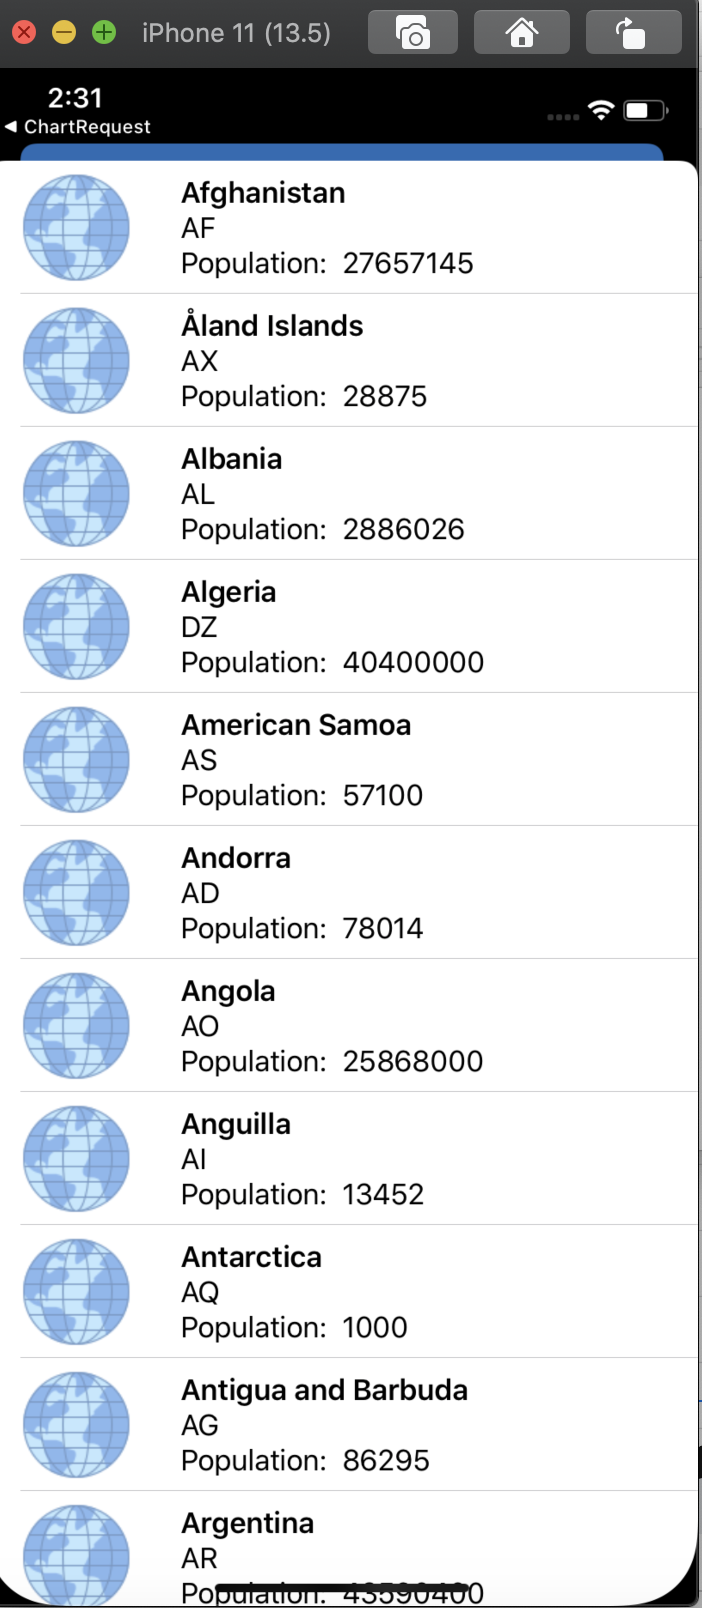 iPhone 11 (13.5)
2:31
◀ ChartRequest
Afghanistan
AF
Population: 27657145
Åland Islands
AX
Population: 28875
Albania
AL
Population: 2886026
Algeria
DZ
Population: 40400000
American Samoa
AS
Population: 57100
Andorra
AD
Population: 78014
Angola
AO
Population: 25868000
Anguilla
AI
Population: 13452
Antarctica
AQ
Population: 1000
Antigua and Barbuda
AG
Population: 86295
Argentina
AR
Population: 43590400